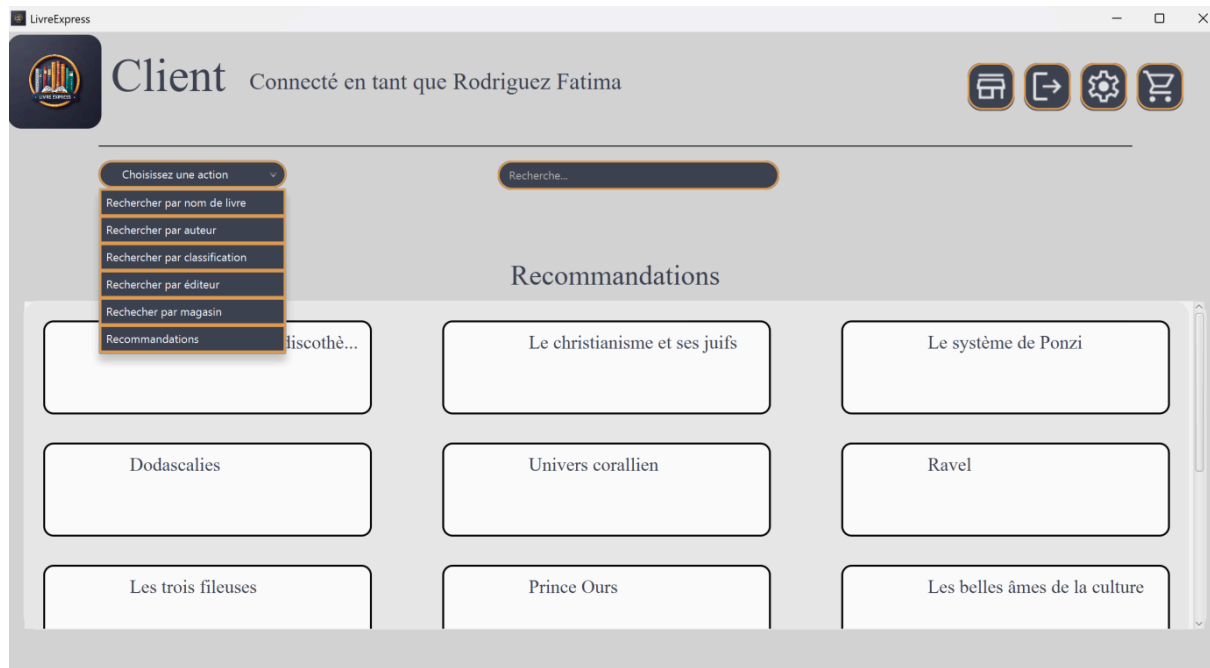 LivreExpress
Client
Connecté en tant que Rodriguez Fatima
LIVRE EXPRESS
Choisissez une action
Recherche...
Rechercher par nom de livre
Rechercher par auteur
Rechercher par classification
Rechercher par éditeur
Rechecher par magasin
Recommandations
Recommandations
discothè...
Le christianisme et ses juifs
Le système de Ponzi
Dodascalies
Univers corallien
Ravel
Les trois fileuses
Prince Ours
Les belles âmes de la culture